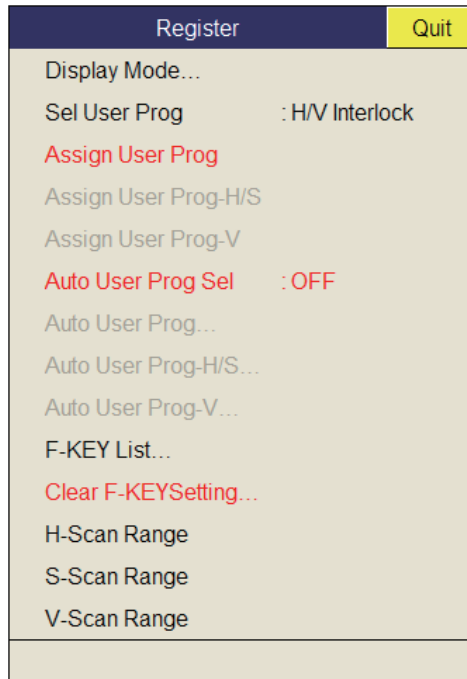 Register Quit
Display Mode...
Sel User Prog : H/V Interlock
Assign User Prog
Assign User Prog-H/S
Assign User Prog-V
Auto User Prog Sel : OFF
Auto User Prog...
Auto User Prog-H/S...
Auto User Prog-V...
F-KEY List...
Clear F-KEYSetting...
H-Scan Range
S-Scan Range
V-Scan Range